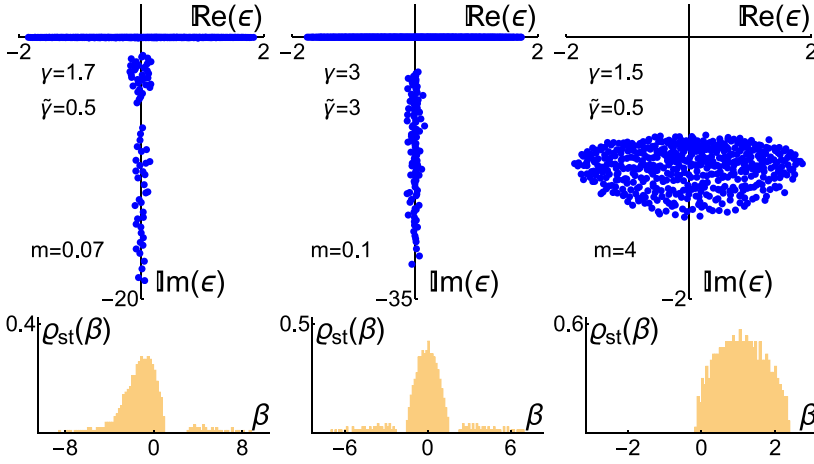 ℝe(ϵ) ℝe(ϵ) ℝe(ϵ)
−2 2 −2 2 −2 2
γ=1.7 γ=3 γ=1.5
γ̃=0.5 γ̃=3 γ̃=0.5
m=0.07 m=0.1 m=4
𝕀m(ϵ) 𝕀m(ϵ) 𝕀m(ϵ)
−20 −35 −2
0.4 ϱst(β) 0.5 ϱst(β) 0.6 ϱst(β)
β β β
−8 0 8 −6 0 6 −2 0 2